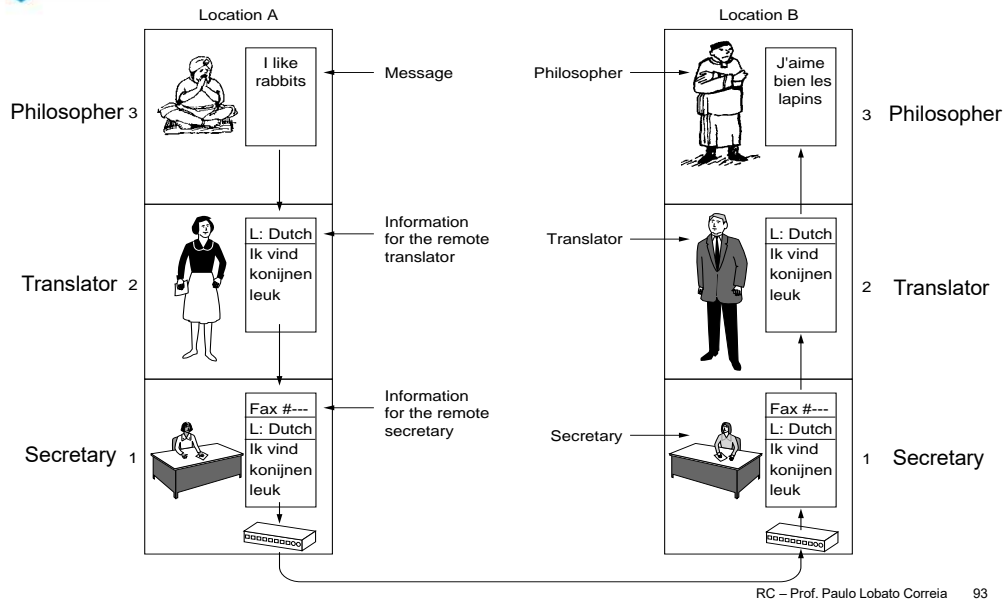 Location A
Location B
I like
rabbits
Message
Philosopher
J'aime
bien les
lapins
Philosopher 3
3 Philosopher
L: Dutch
Ik vind
konijnen
leuk
Information
for the remote
translator
Translator
L: Dutch
Ik vind
konijnen
leuk
Translator 2
2 Translator
Fax #---
L: Dutch
Ik vind
konijnen
leuk
Information
for the remote
secretary
Secretary
Fax #---
L: Dutch
Ik vind
konijnen
leuk
Secretary 1
1 Secretary
RC – Prof. Paulo Lobato Correia 93